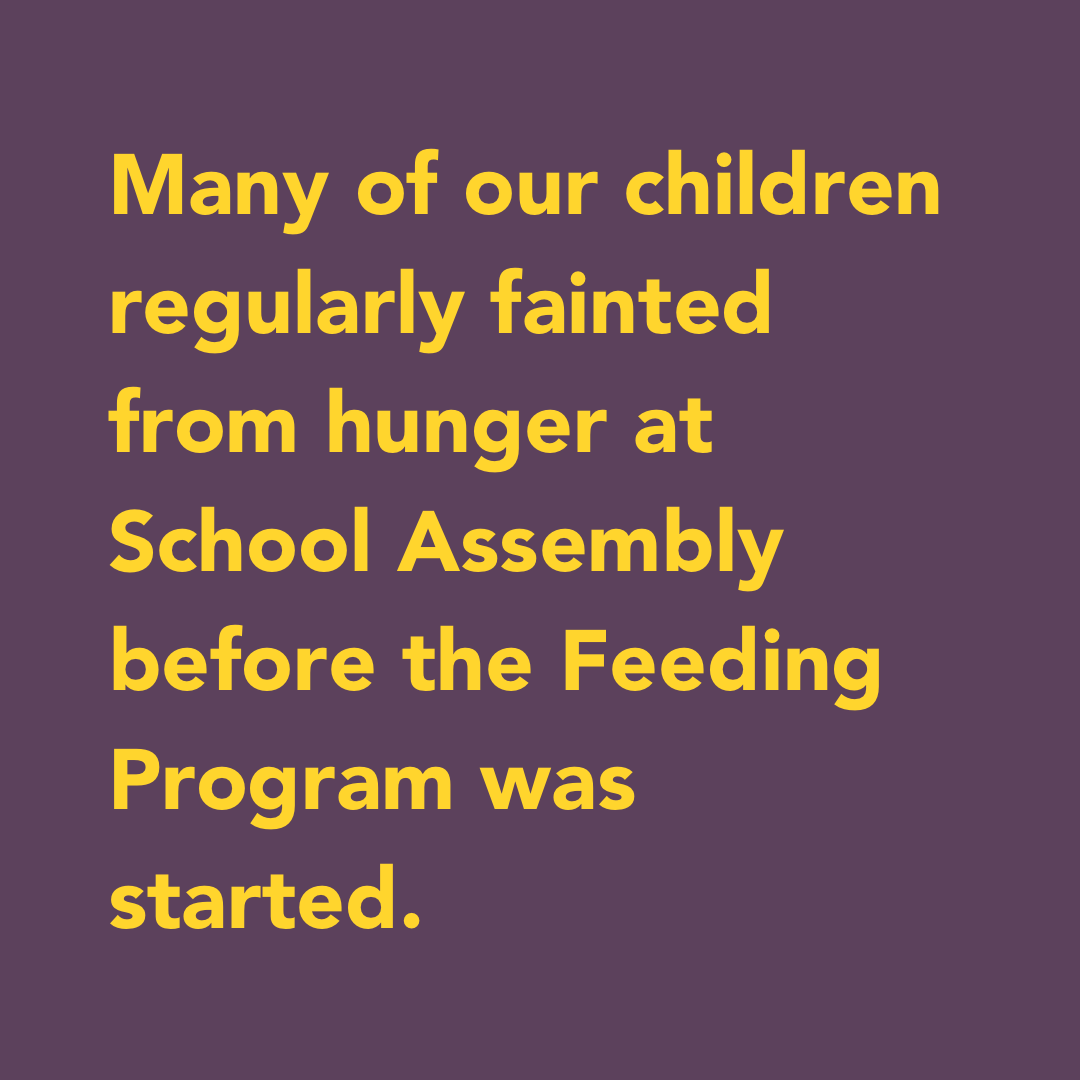 Many of our children
regularly fainted
from hunger at
School Assembly
before the Feeding
Program was
started.